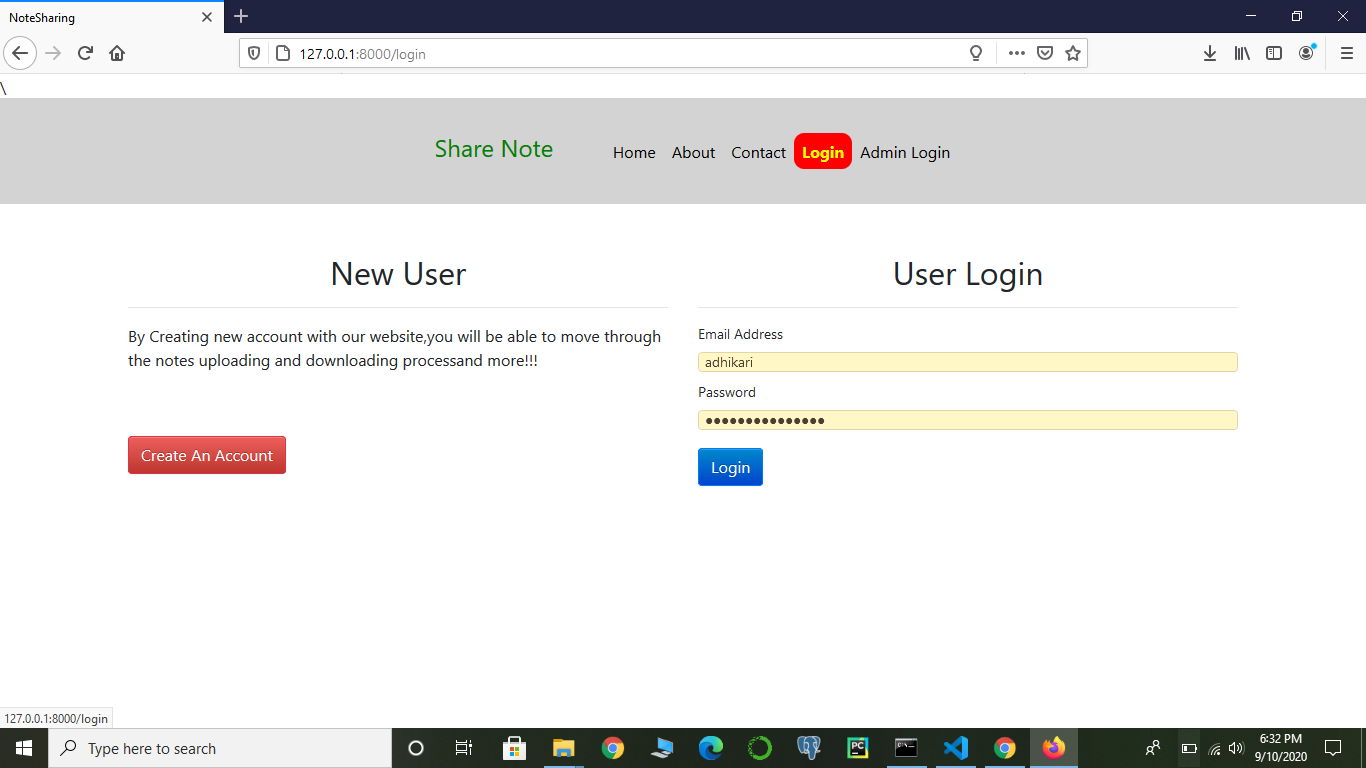 NoteSharing
127.0.0.1:8000/login
\
Share Note
Home About Contact Login Admin Login
New User
By Creating new account with our website,you will be able to move through
the notes uploading and downloading processand more!!!
Create An Account
User Login
Email Address
adhikari
Password
●●●●●●●●●●●●●●●
Login
127.0.0.1:8000/login
Type here to search
PC
6:32 PM
9/10/2020